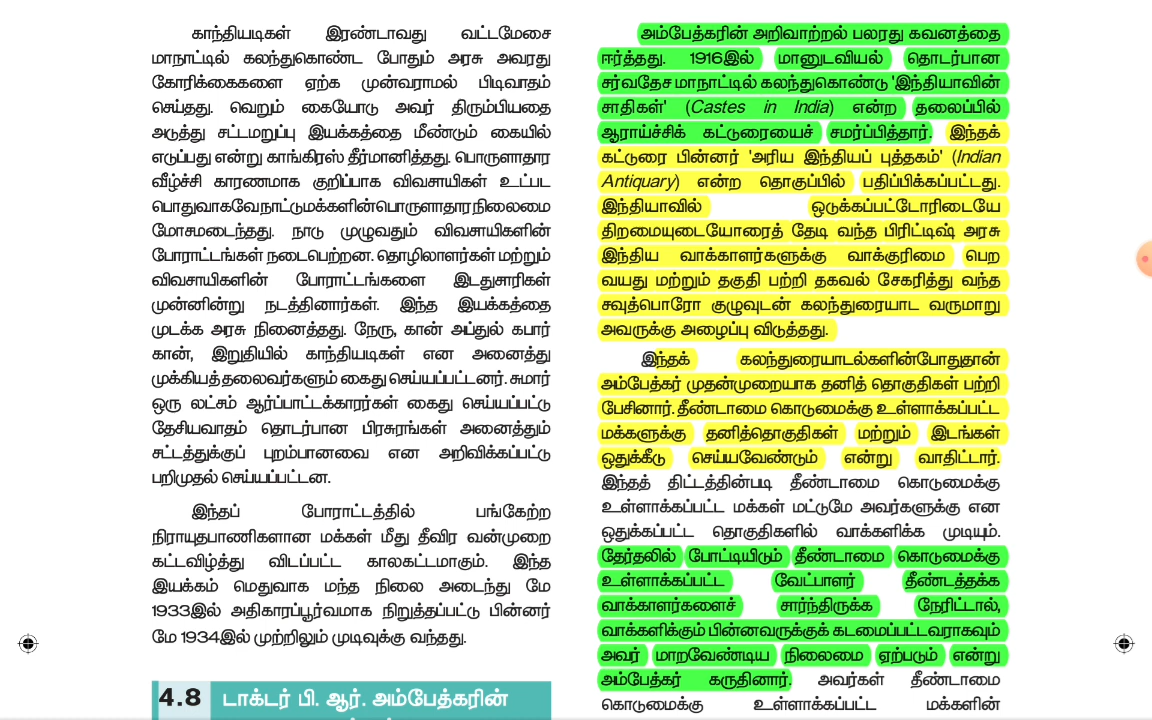 காந்தியடிகள் இரண்டாவது வட்டமேசை
மாநாட்டில் கலந்துகொண்ட போதும் அரசு அவரது
கோரிக்கைகளை ஏற்க முன்வராமல் பிடிவாதம்
செய்தது. வெறும் கையோடு அவர் திரும்பியதை
அடுத்து சட்டமறுப்பு இயக்கத்தை மீண்டும் கையில்
எடுப்பது என்று காங்கிரஸ் தீர்மானித்தது. பொருளாதார
வீழ்ச்சி காரணமாக குறிப்பாக விவசாயிகள் உட்பட
பொதுவாகவே நாட்டு மக்களின் பொருளாதார நிலைமை
மோசமடைந்தது. நாடு முழுவதும் விவசாயிகளின்
போராட்டங்கள் நடைபெற்றன. தொழிலாளர்கள் மற்றும்
விவசாயிகளின் போராட்டங்களை இடதுசாரிகள்
முன்னின்று நடத்தினார்கள். இந்த இயக்கத்தை
முடக்க அரசு நினைத்தது. நேரு, கான் அப்துல் கபார்
கான், இறுதியில் காந்தியடிகள் என அனைத்து
முக்கியத் தலைவர்களும் கைது செய்யப்பட்டனர். சுமார்
ஒரு லட்சம் ஆர்ப்பாட்டக்காரர்கள் கைது செய்யப்பட்டு
தேசியவாதம் தொடர்பான பிரசுரங்கள் அனைத்தும்
சட்டத்துக்குப் புறம்பானவை என அறிவிக்கப்பட்டு
பறிமுதல் செய்யப்பட்டன.
இந்தப் போராட்டத்தில் பங்கேற்ற
நிராயுதபாணிகளான மக்கள் மீது தீவிர வன்முறை
கட்டவிழ்த்து விடப்பட்ட காலகட்டமாகும். இந்த
இயக்கம் மெதுவாக மந்த நிலை அடைந்து மே
1933இல் அதிகாரப்பூர்வமாக நிறுத்தப்பட்டு பின்னர்
மே 1934இல் முற்றிலும் முடிவுக்கு வந்தது.
4.8 டாக்டர் பி. ஆர். அம்பேத்கரின்
அம்பேத்கரின் அறிவாற்றல் பலரது கவனத்தை
ஈர்த்தது. 1916இல் மானுடவியல் தொடர்பான
சர்வதேச மாநாட்டில் கலந்துகொண்டு 'இந்தியாவின்
சாதிகள்' (Castes in India) என்ற தலைப்பில்
ஆராய்ச்சிக் கட்டுரையைச் சமர்ப்பித்தார். இந்தக்
கட்டுரை பின்னர் 'அரிய இந்தியப் புத்தகம்' (Indian
Antiquary) என்ற தொகுப்பில் பதிப்பிக்கப்பட்டது.
இந்தியாவில் ஒடுக்கப்பட்டோரிடையே
திறமையுடையோரைத் தேடி வந்த பிரிட்டிஷ் அரசு
இந்திய வாக்காளர்களுக்கு வாக்குரிமை பெற
வயது மற்றும் தகுதி பற்றி தகவல் சேகரித்து வந்த
சவுத்பொரோ குழுவுடன் கலந்துரையாட வருமாறு
அவருக்கு அழைப்பு விடுத்தது.
இந்தக் கலந்துரையாடல்களின்போதுதான்
அம்பேத்கர் முதன்முறையாக தனித் தொகுதிகள் பற்றி
பேசினார். தீண்டாமை கொடுமைக்கு உள்ளாக்கப்பட்ட
மக்களுக்கு தனித்தொகுதிகள் மற்றும் இடங்கள்
ஒதுக்கீடு செய்யவேண்டும் என்று வாதிட்டார்.
இந்தத் திட்டத்தின்படி தீண்டாமை கொடுமைக்கு
உள்ளாக்கப்பட்ட மக்கள் மட்டுமே அவர்களுக்கு என
ஒதுக்கப்பட்ட தொகுதிகளில் வாக்களிக்க முடியும்.
தேர்தலில் போட்டியிடும் தீண்டாமை கொடுமைக்கு
உள்ளாக்கப்பட்ட வேட்பாளர் தீண்டத்தக்க
வாக்காளர்களைச் சார்ந்திருக்க நேரிட்டால்,
வாக்களிக்கும் பின்னவருக்குக் கடமைப்பட்டவராகவும்
அவர் மாறவேண்டிய நிலைமை ஏற்படும் என்று
அம்பேத்கர் கருதினார். அவர்கள் தீண்டாமை
கொடுமைக்கு உள்ளாக்கப்பட்ட மக்களின்